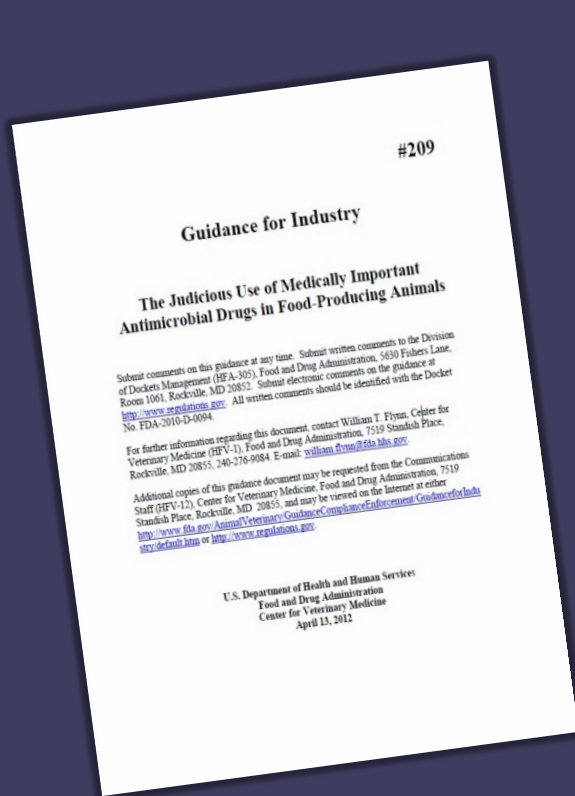 #209
Guidance for Industry
The Judicious Use of Medically Important
Antimicrobial Drugs in Food-Producing Animals
Submit comments on this guidance at any time.  Submit written comments to the Division
of Dockets Management (HFA-305), Food and Drug Administration, 5630 Fishers Lane,
Room 1061, Rockville, MD 20852.  Submit electronic comments on the guidance at
http://www.regulations.gov.  All written comments should be identified with the Docket
No. FDA-2010-D-0094.
For further information regarding this document, contact William T. Flynn, Center for
Veterinary Medicine (HFV-1), Food and Drug Administration, 7519 Standish Place,
Rockville, MD 20855, 240-276-9084. E-mail: william.flynn@fda.hhs.gov.
Additional copies of this guidance document may be requested from the Communications
Staff (HFV-12), Center for Veterinary Medicine, Food and Drug Administration, 7519
Standish Place, Rockville, MD  20855, and may be viewed on the Internet at either
http://www.fda.gov/AnimalVeterinary/GuidanceComplianceEnforcement/GuidanceforIndu
stry/default.htm or http://www.regulations.gov.
U.S. Department of Health and Human Services
Food and Drug Administration
Center for Veterinary Medicine
April 13, 2012